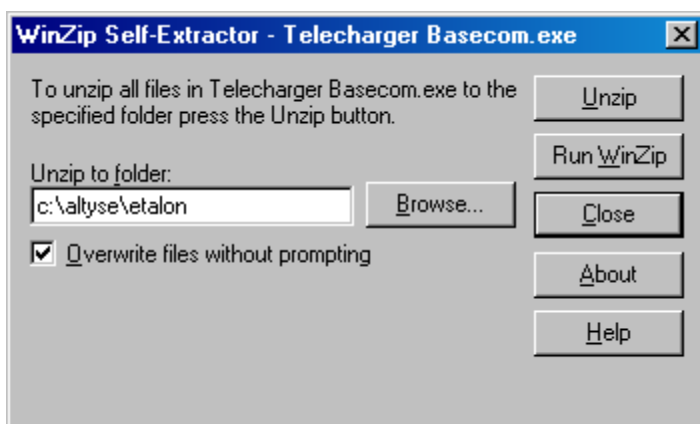 WinZip Self-Extractor - Telecharger Basecom.exe
To unzip all files in Telecharger Basecom.exe to the
specified folder press the Unzip button.
Unzip to folder:
c:\altyse\etalon
Browse...
Overwrite files without prompting
Unzip
Run WinZip
Close
About
Help